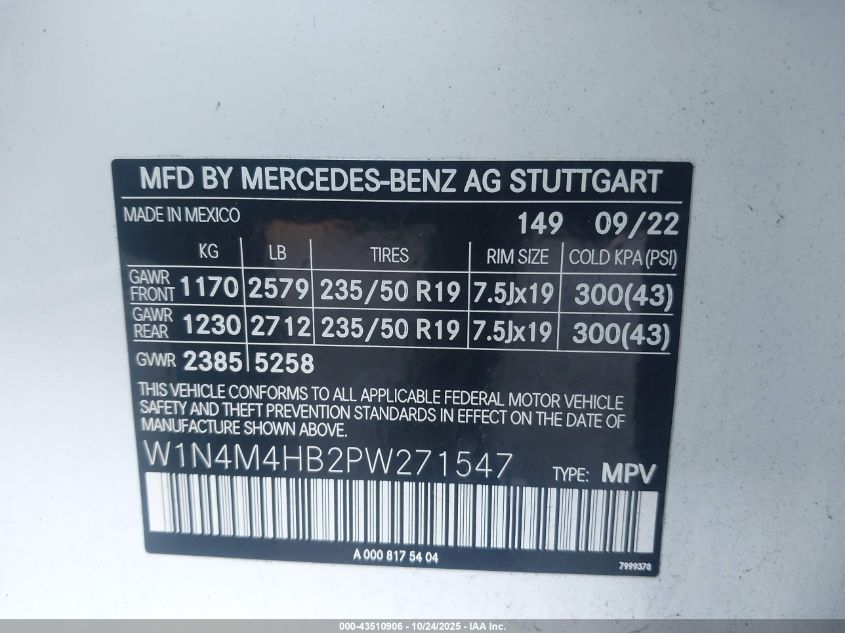 MFD BY MERCEDES-BENZ AG STUTTGART
MADE IN MEXICO 149 09/22
KG LB TIRES RIM SIZE COLD KPA (PSI)
GAWR FRONT 1170 2579 235/50 R19 7.5Jx19 300(43)
GAWR REAR 1230 2712 235/50 R19 7.5Jx19 300(43)
GVWR 2385 5258
THIS VEHICLE CONFORMS TO ALL APPLICABLE FEDERAL MOTOR VEHICLE
SAFETY AND THEFT PREVENTION STANDARDS IN EFFECT ON THE DATE OF
MANUFACTURE SHOWN ABOVE.
W1N4M4HB2PW271547 TYPE: MPV
A 000 817 54 04
7999378
000-43510906 - 10/24/2025 - IAA Inc.